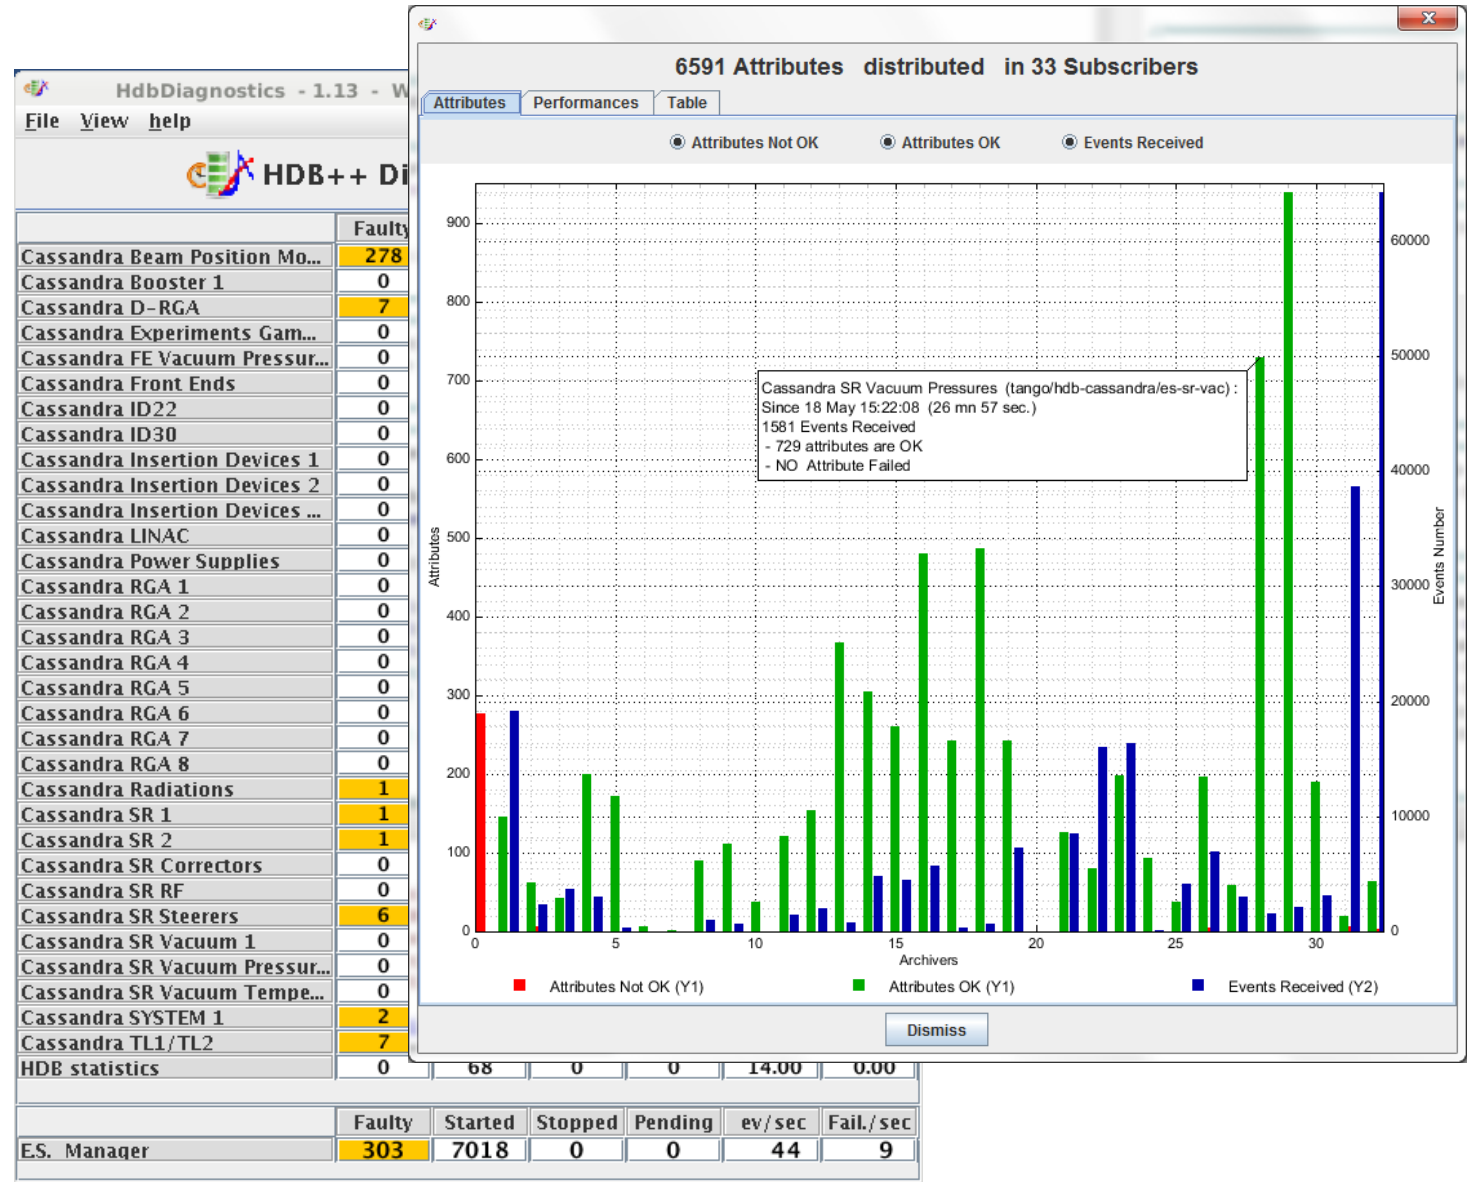 HdbDiagnostics - 1.13 - W
File View help
HDB++ Di
Faulty
Cassandra Beam Position Mo... 278
Cassandra Booster 1 0
Cassandra D-RGA 7
Cassandra Experiments Gam... 0
Cassandra FE Vacuum Pressur... 0
Cassandra Front Ends 0
Cassandra ID22 0
Cassandra ID30 0
Cassandra Insertion Devices 1 0
Cassandra Insertion Devices 2 0
Cassandra Insertion Devices ... 0
Cassandra LINAC 0
Cassandra Power Supplies 0
Cassandra RGA 1 0
Cassandra RGA 2 0
Cassandra RGA 3 0
Cassandra RGA 4 0
Cassandra RGA 5 0
Cassandra RGA 6 0
Cassandra RGA 7 0
Cassandra RGA 8 0
Cassandra Radiations 1
Cassandra SR 1 1
Cassandra SR 2 1
Cassandra SR Correctors 0
Cassandra SR RF 0
Cassandra SR Steerers 6
Cassandra SR Vacuum 1 0
Cassandra SR Vacuum Pressur... 0
Cassandra SR Vacuum Tempe... 0
Cassandra SYSTEM 1 2
Cassandra TL1/TL2 7
HDB statistics 0 68 0 0 14.00 0.00
Faulty Started Stopped Pending ev/sec Fail./sec
E.S. Manager 303 7018 0 0 44 9
6591 Attributes distributed in 33 Subscribers
Attributes Performances Table
Attributes Not OK Attributes OK Events Received
900
800
700
600
500
400
300
200
100
0
Attributes
Cassandra SR Vacuum Pressures (tango/hdb-cassandra/es-sr-vac) :
Since 18 May 15:22:08 (26 mn 57 sec.)
1581 Events Received
- 729 attributes are OK
- NO Attribute Failed
60000
50000
40000
30000
20000
10000
0
Events Number
0 5 10 15 20 25 30
Archivers
Attributes Not OK (Y1) Attributes OK (Y1) Events Received (Y2)
Dismiss